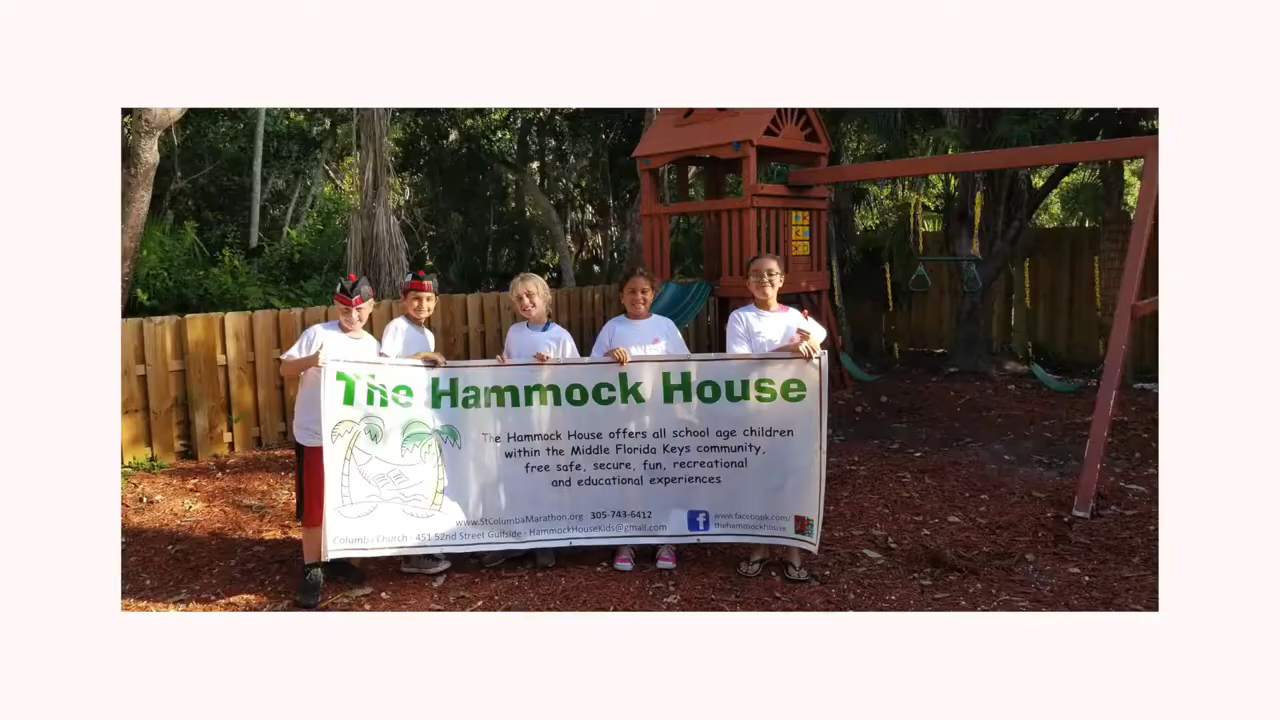 The Hammock House
The Hammock House offers all school age children
within the Middle Florida Keys community,
free safe, secure, fun, recreational
and educational experiences
www.StColumbaMarathon.org 305-743-6412
Columba Church · 451 52nd Street Gulfside · HammockHouseKids@gmail.com
f www.facebook.com/
thehammockhouse